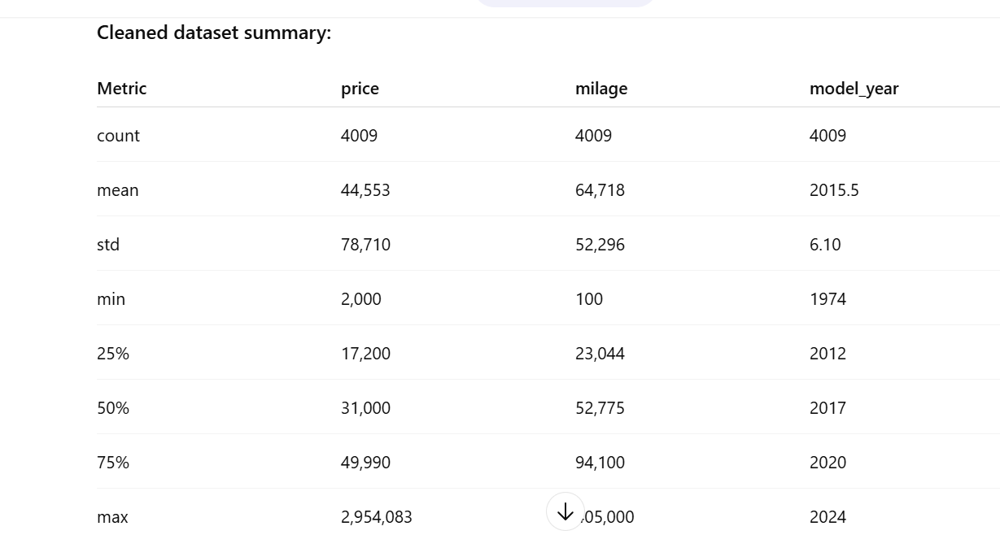 Cleaned dataset summary:
Metric price milage model_year
count 4009 4009 4009
mean 44,553 64,718 2015.5
std 78,710 52,296 6.10
min 2,000 100 1974
25% 17,200 23,044 2012
50% 31,000 52,775 2017
75% 49,990 94,100 2020
max 2,954,083 05,000 2024